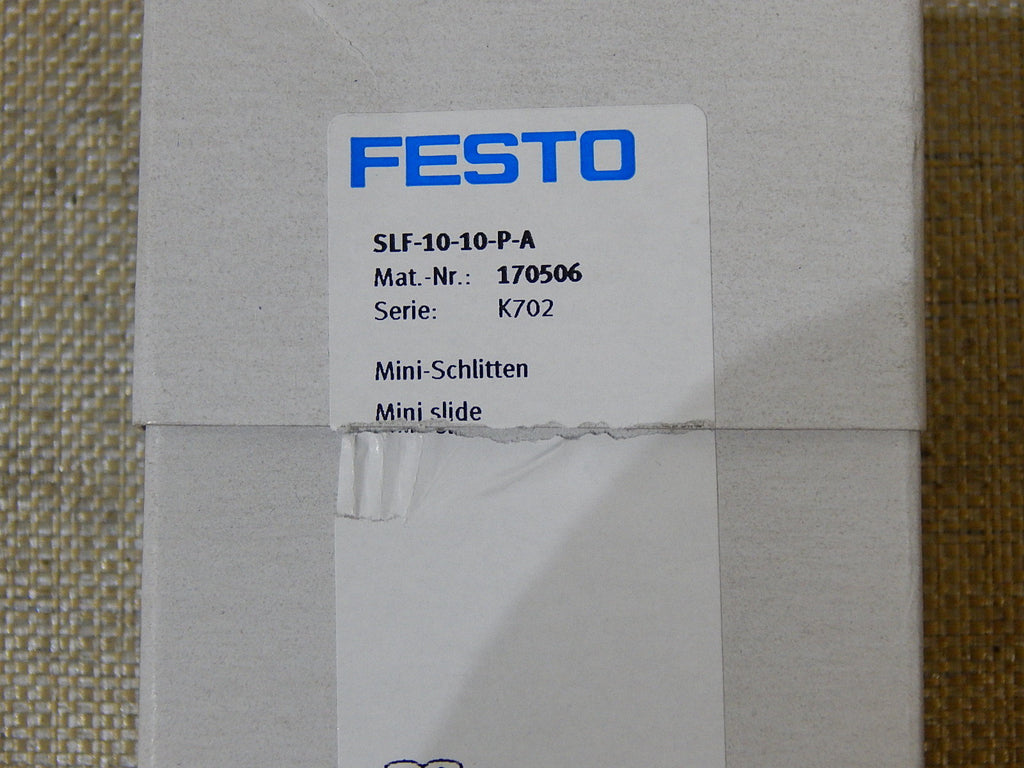 FESTO
SLF-10-10-P-A
Mat.-Nr.: 170506
Serie: K702
Mini-Schlitten
Mini slide